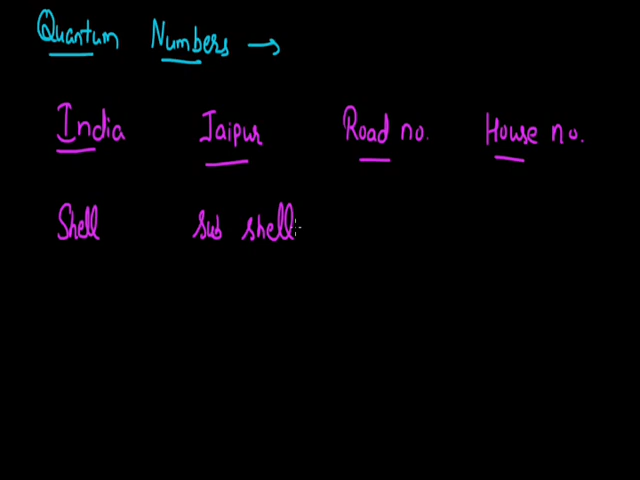 Quantum Numbers →
India Jaipur Road no. House no.
Shell sub shell